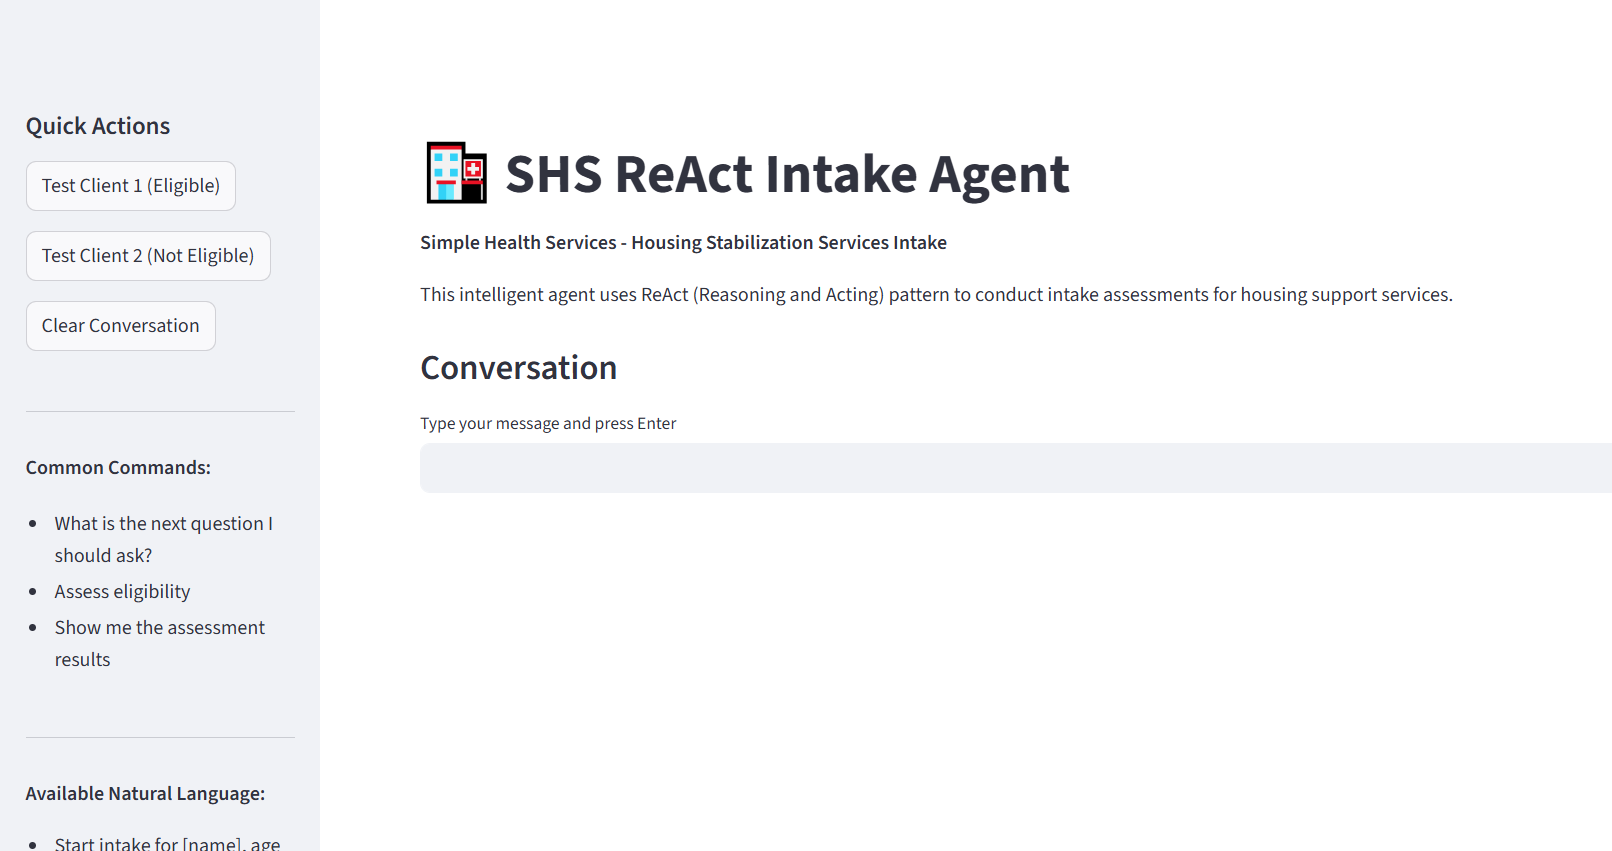 Quick Actions
Test Client 1 (Eligible)
Test Client 2 (Not Eligible)
Clear Conversation
Common Commands:
What is the next question I
should ask?
Assess eligibility
Show me the assessment
results
Available Natural Language:
Start intake for [name], age
SHS ReAct Intake Agent
Simple Health Services - Housing Stabilization Services Intake
This intelligent agent uses ReAct (Reasoning and Acting) pattern to conduct intake assessments for housing support services.
Conversation
Type your message and press Enter